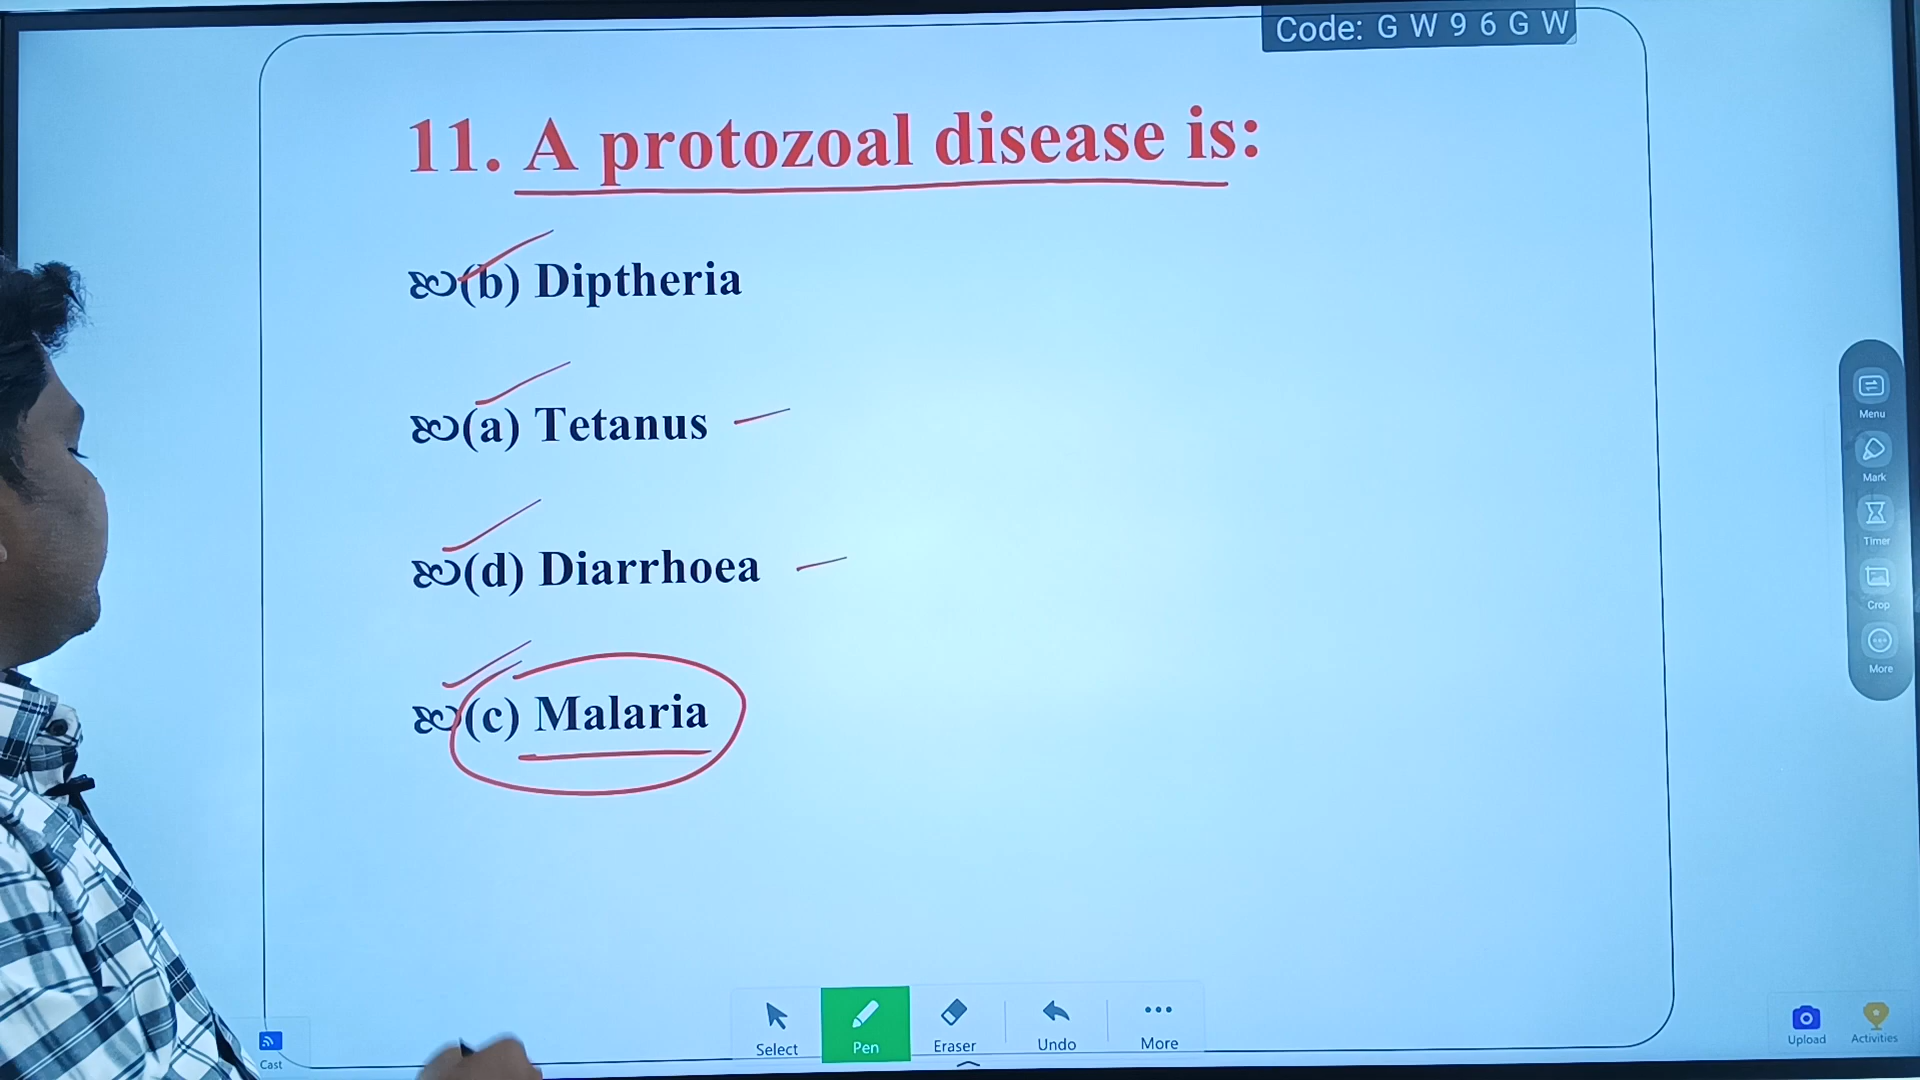 Code: G W 9 6 G W
11. A protozoal disease is:
(b) Diptheria
(a) Tetanus
(d) Diarrhoea
(c) Malaria
Menu
Mark
Timer
Crop
More
Cast
Select
Pen
Eraser
Undo
More
Upload
Activities